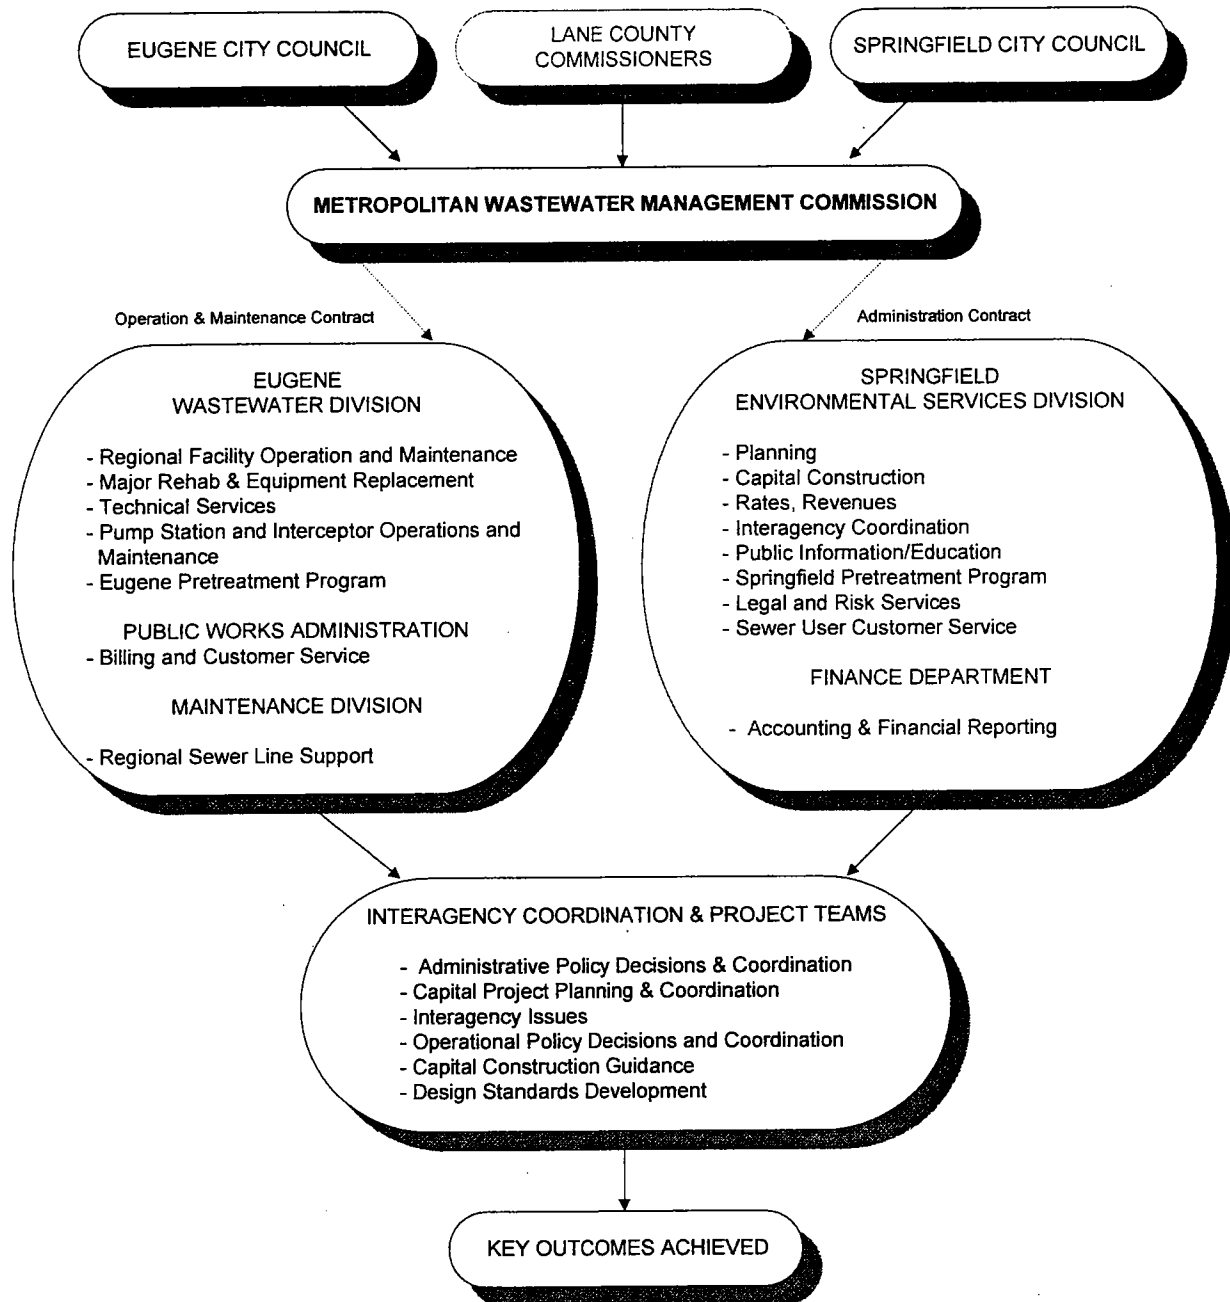 EUGENE CITY COUNCIL
LANE COUNTY
COMMISSIONERS
SPRINGFIELD CITY COUNCIL
METROPOLITAN WASTEWATER MANAGEMENT COMMISSION
Operation & Maintenance Contract
Administration Contract
EUGENE
WASTEWATER DIVISION
- Regional Facility Operation and Maintenance
- Major Rehab & Equipment Replacement
- Technical Services
- Pump Station and Interceptor Operations and
Maintenance
- Eugene Pretreatment Program
PUBLIC WORKS ADMINISTRATION
- Billing and Customer Service
MAINTENANCE DIVISION
- Regional Sewer Line Support
SPRINGFIELD
ENVIRONMENTAL SERVICES DIVISION
- Planning
- Capital Construction
- Rates, Revenues
- Interagency Coordination
- Public Information/Education
- Springfield Pretreatment Program
- Legal and Risk Services
- Sewer User Customer Service
FINANCE DEPARTMENT
- Accounting & Financial Reporting
INTERAGENCY COORDINATION & PROJECT TEAMS
- Administrative Policy Decisions & Coordination
- Capital Project Planning & Coordination
- Interagency Issues
- Operational Policy Decisions and Coordination
- Capital Construction Guidance
- Design Standards Development
KEY OUTCOMES ACHIEVED